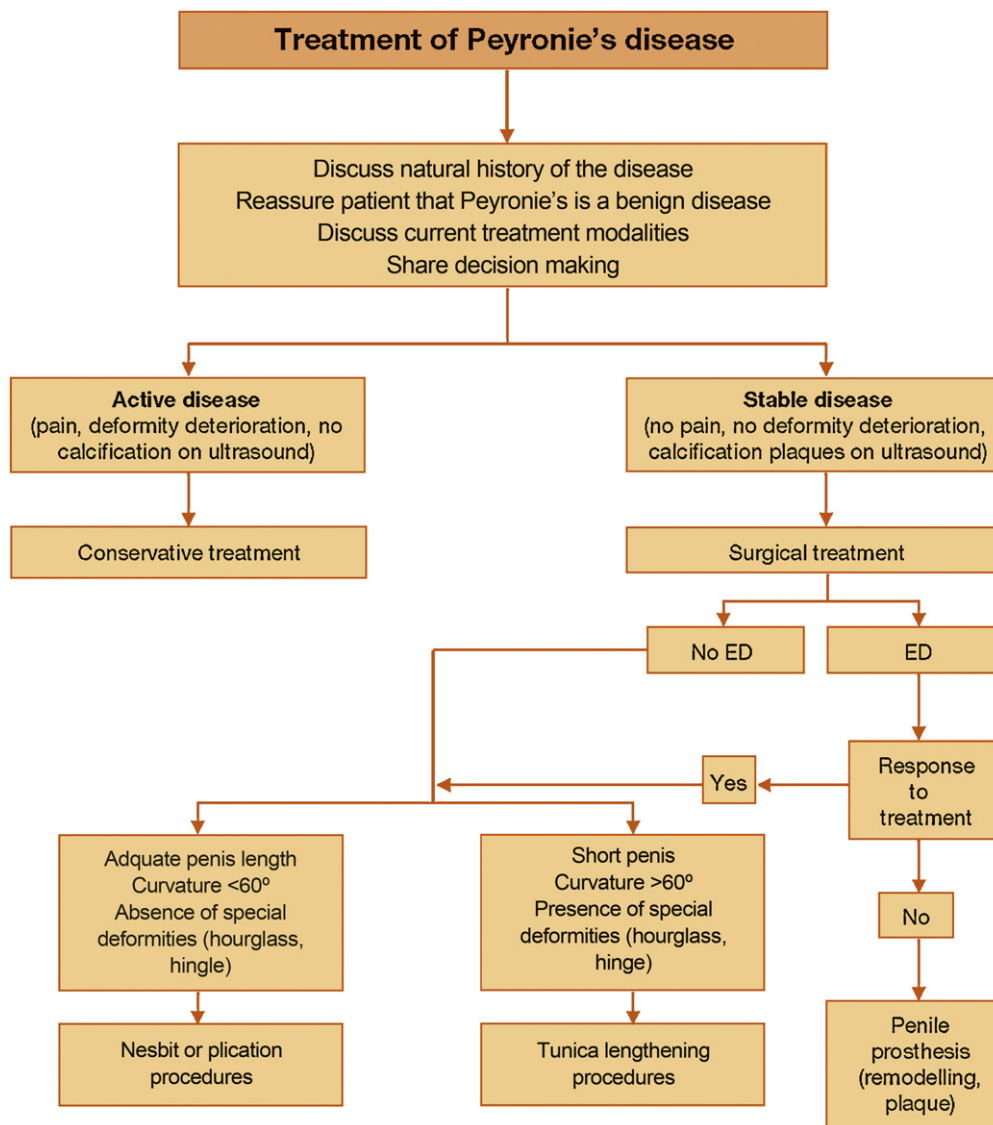 Treatment of Peyronie's disease
Discuss natural history of the disease
Reassure patient that Peyronie's is a benign disease
Discuss current treatment modalities
Share decision making
Active disease
(pain, deformity deterioration, no
calcification on ultrasound)
Stable disease
(no pain, no deformity deterioration,
calcification plaques on ultrasound)
Conservative treatment
Surgical treatment
No ED
ED
Yes
Response
to
treatment
Adquate penis length
Curvature <60º
Absence of special
deformities (hourglass,
hingle)
Short penis
Curvature >60º
Presence of special
deformities (hourglass,
hinge)
No
Nesbit or plication
procedures
Tunica lengthening
procedures
Penile
prosthesis
(remodelling,
plaque)